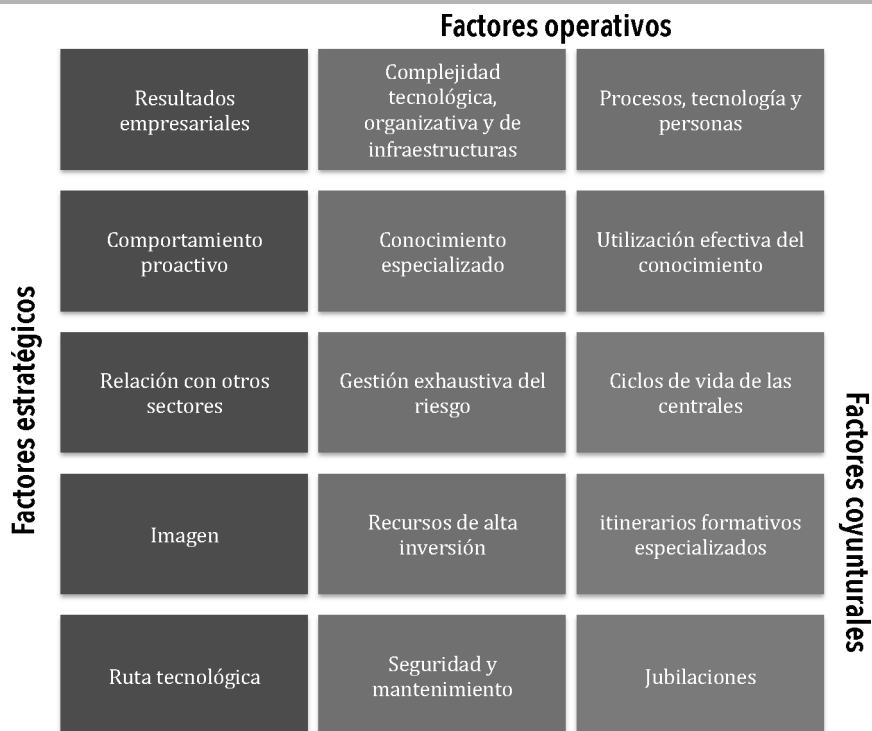 Factores operativos
Resultados
empresariales
Complejidad
tecnológica,
organizativa y de
infraestructuras
Procesos, tecnología y
personas
Comportamiento
proactivo
Conocimiento
especializado
Utilización efectiva del
conocimiento
Relación con otros
sectores
Gestión exhaustiva del
riesgo
Ciclos de vida de las
centrales
Imagen
Recursos de alta
inversión
itinerarios formativos
especializados
Ruta tecnológica
Seguridad y
mantenimiento
Jubilaciones
Factores estratégicos
Factores coyunturales